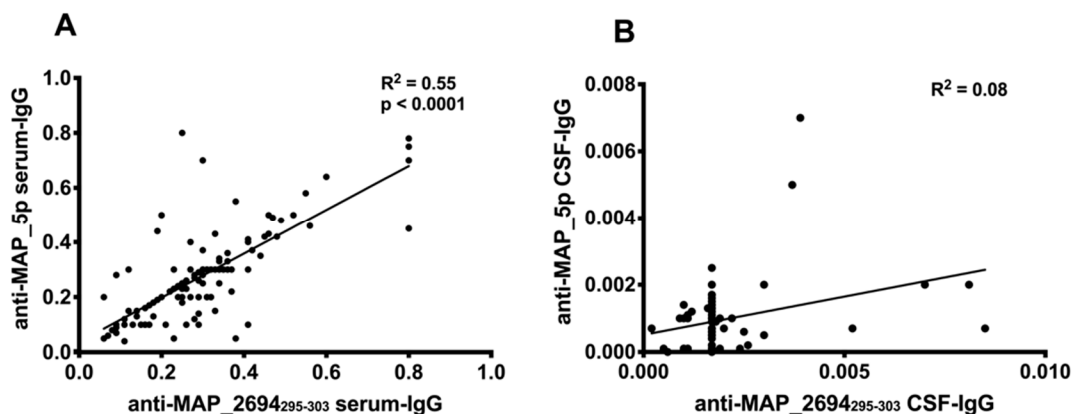 A
B
R² = 0.55
p < 0.0001
anti-MAP_5p serum-IgG
1.0
0.8
0.6
0.4
0.2
0.0
0.0 0.2 0.4 0.6 0.8 1.0
anti-MAP_2694₂₉₅₋₃₀₃ serum-IgG
R² = 0.08
anti-MAP_5p CSF-IgG
0.008
0.006
0.004
0.002
0.000
0.000 0.005 0.010
anti-MAP_2694₂₉₅₋₃₀₃ CSF-IgG